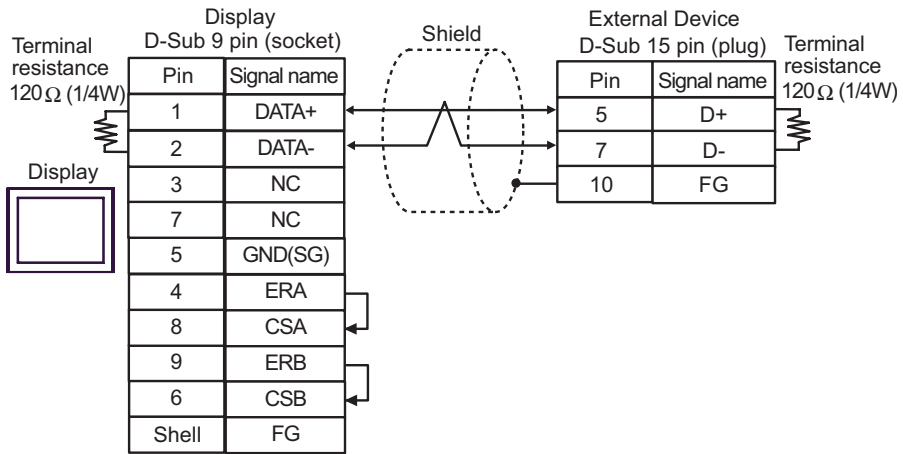 Display
D-Sub 9 pin (socket)
Terminal
resistance
120Ω (1/4W)
Shield
External Device
D-Sub 15 pin (plug)
Terminal
resistance
120Ω (1/4W)
Pin Signal name
1 DATA+
2 DATA-
3 NC
7 NC
5 GND(SG)
4 ERA
8 CSA
9 ERB
6 CSB
Shell FG
Display
Pin Signal name
5 D+
7 D-
10 FG